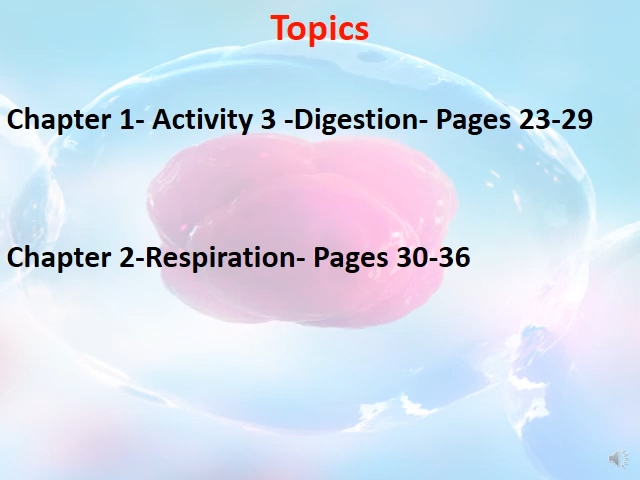 Topics
Chapter 1- Activity 3 -Digestion- Pages 23-29
Chapter 2-Respiration- Pages 30-36